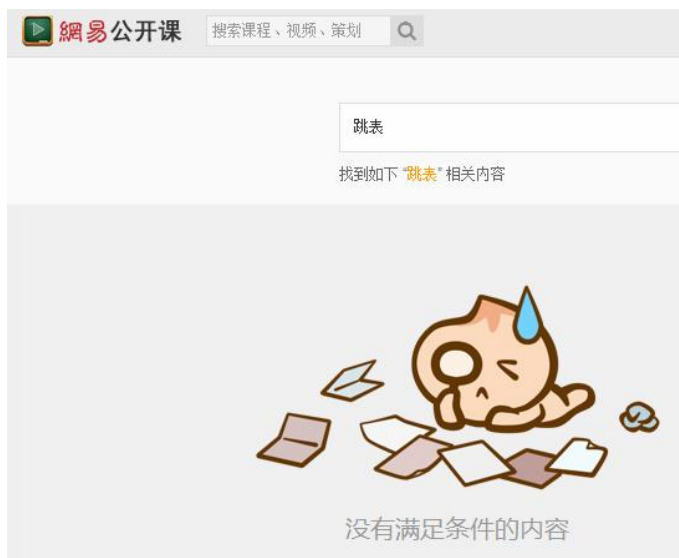 網易公开课 搜索课程、视频、策划
跳表
找到如下 “跳表” 相关内容
没有满足条件的内容